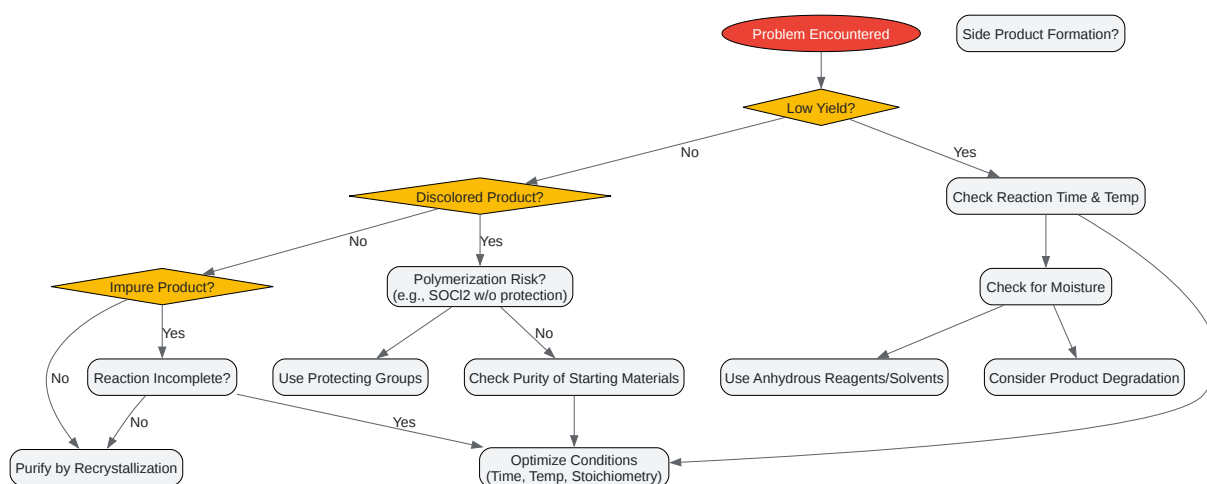 Problem Encountered
Side Product Formation?
Low Yield?
No
Yes
Discolored Product?
Check Reaction Time & Temp
No
Yes
Impure Product?
Polymerization Risk?
(e.g., SOCl2 w/o protection)
Check for Moisture
Yes
No
No
Reaction Incomplete?
Use Protecting Groups
Check Purity of Starting Materials
Use Anhydrous Reagents/Solvents
Consider Product Degradation
No
Yes
Purify by Recrystallization
Optimize Conditions
(Time, Temp, Stoichiometry)